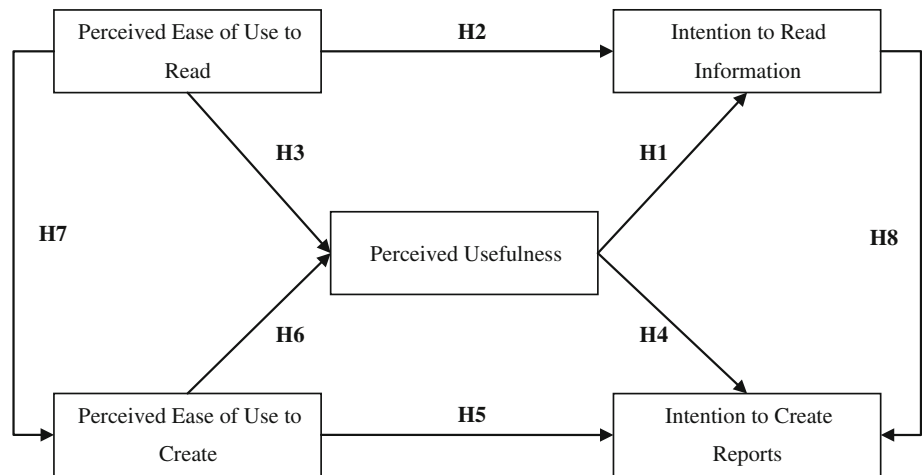 Perceived Ease of Use to
Read
H2
Intention to Read
Information
H3
H1
H7
Perceived Usefulness
H8
H6
H4
Perceived Ease of Use to
Create
H5
Intention to Create
Reports